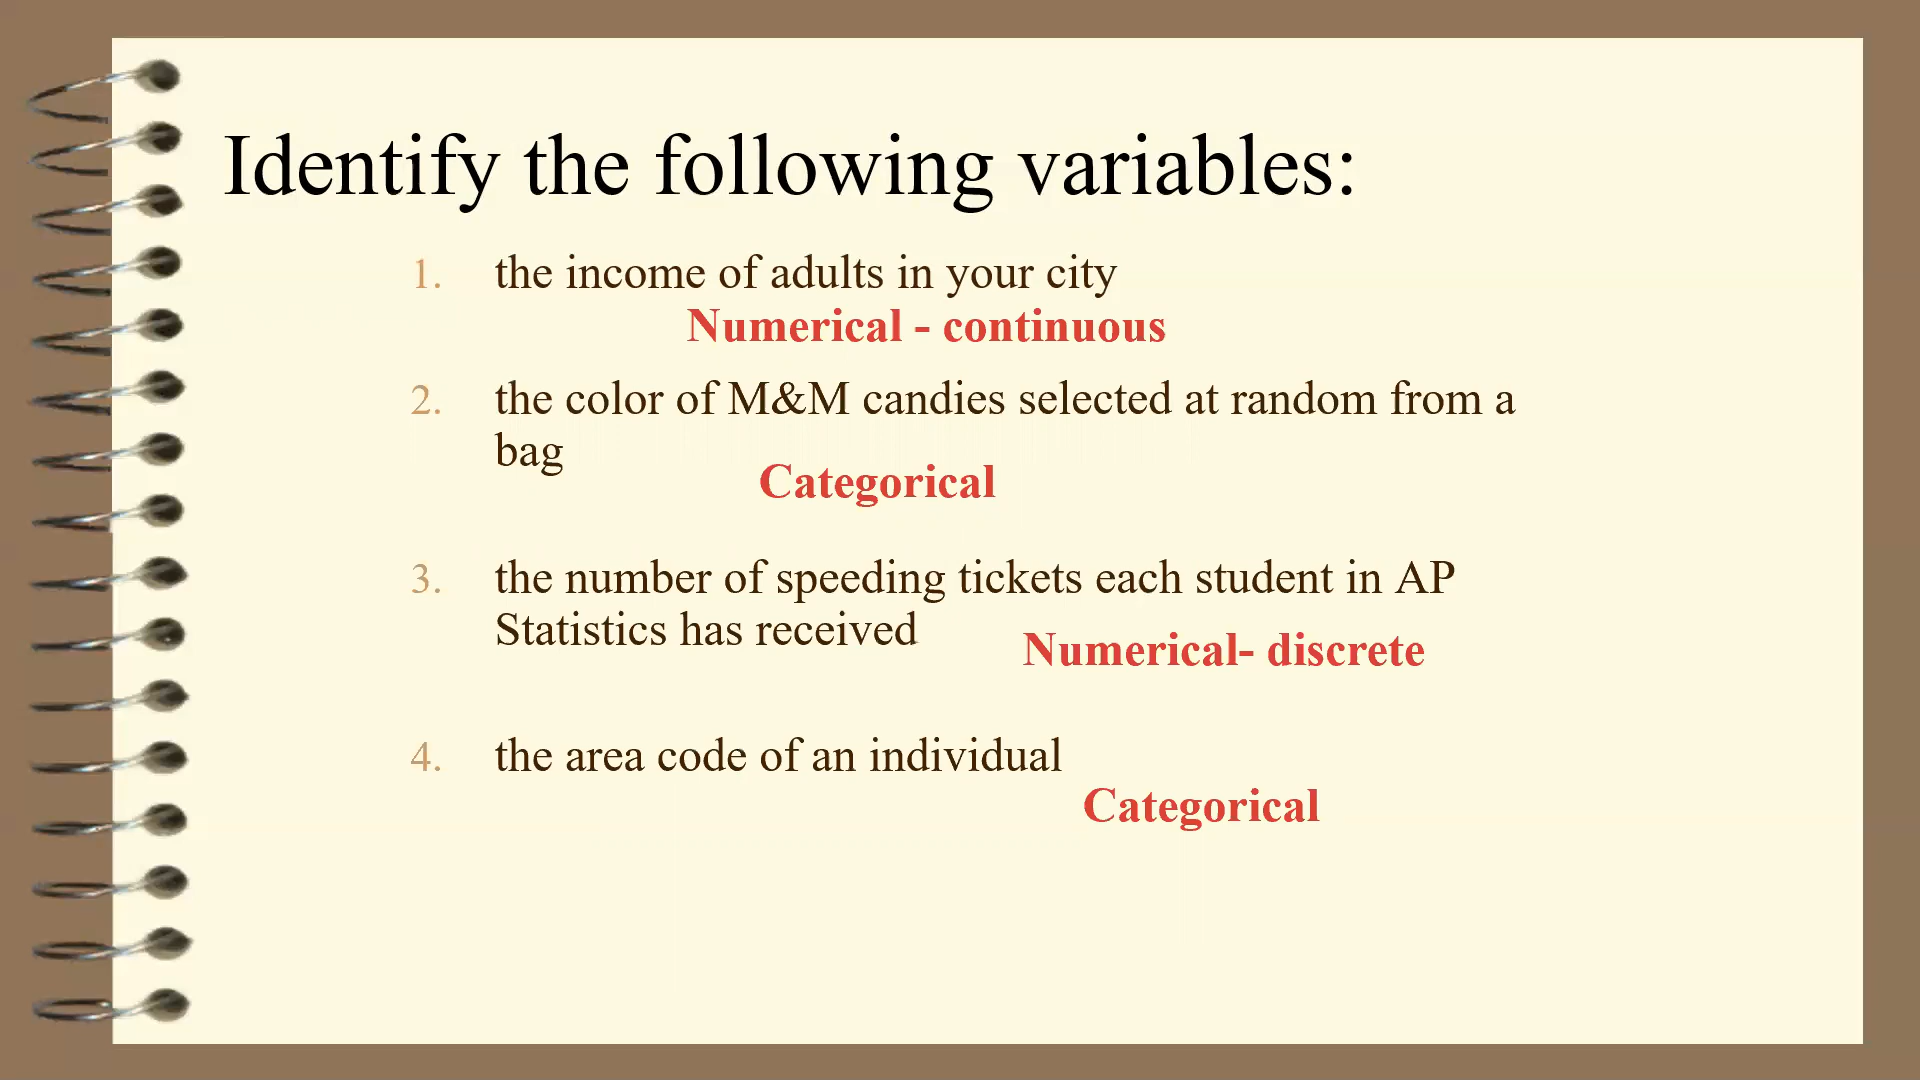 Identify the following variables:
1. the income of adults in your city
Numerical - continuous
2. the color of M&M candies selected at random from a
bag
Categorical
3. the number of speeding tickets each student in AP
Statistics has received
Numerical- discrete
4. the area code of an individual
Categorical